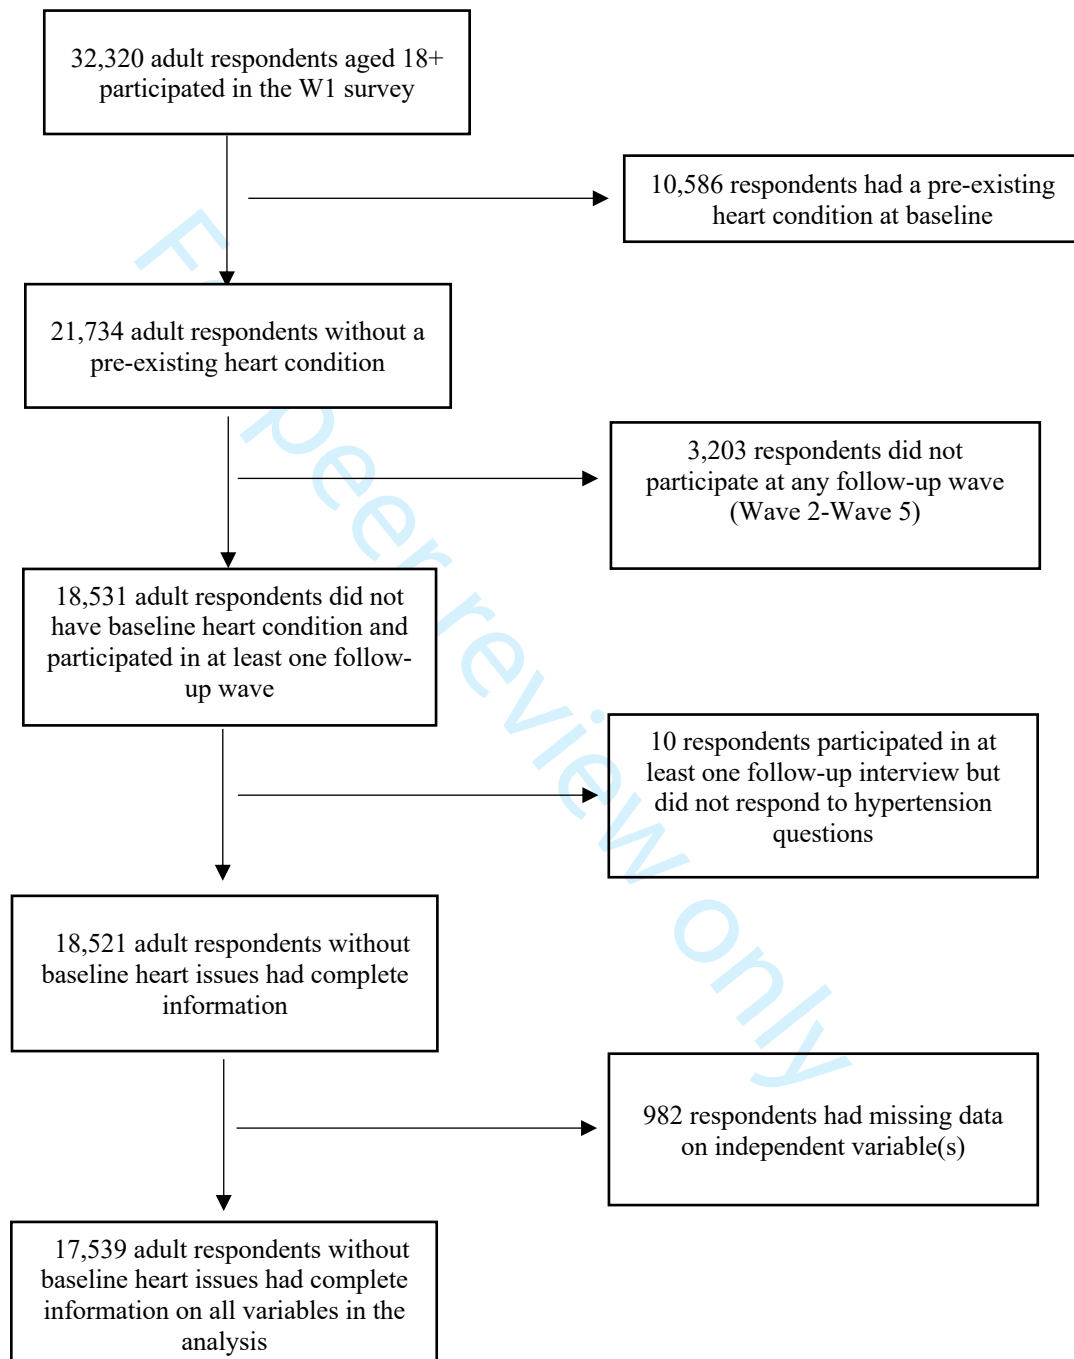 32,320 adult respondents aged 18+
participated in the W1 survey
10,586 respondents had a pre-existing
heart condition at baseline
21,734 adult respondents without a
pre-existing heart condition
3,203 respondents did not
participate at any follow-up wave
(Wave 2-Wave 5)
18,531 adult respondents did not
have baseline heart condition and
participated in at least one follow-
up wave
10 respondents participated in at
least one follow-up interview but
did not respond to hypertension
questions
18,521 adult respondents without
baseline heart issues had complete
information
982 respondents had missing data
on independent variable(s)
17,539 adult respondents without
baseline heart issues had complete
information on all variables in the
analysis
For peer review only